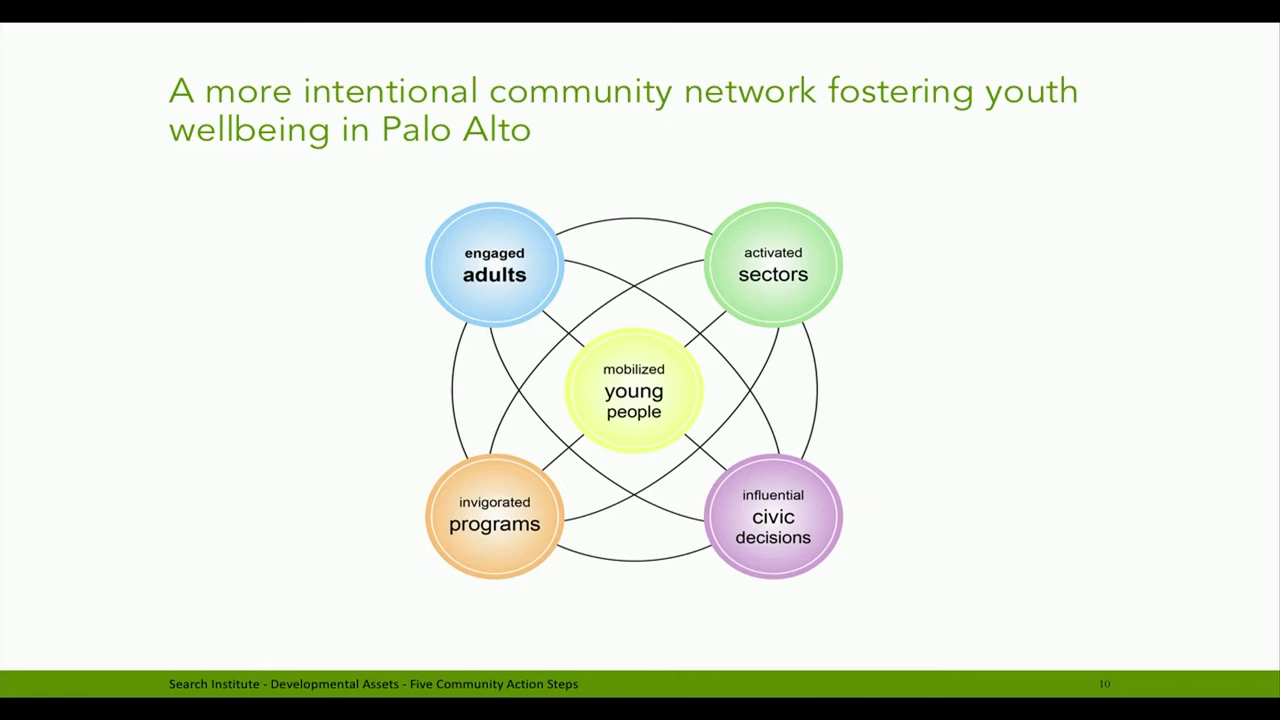 A more intentional community network fostering youth
wellbeing in Palo Alto
engaged
adults
activated
sectors
mobilized
young
people
invigorated
programs
influential
civic
decisions
Search Institute - Developmental Assets - Five Community Action Steps
10